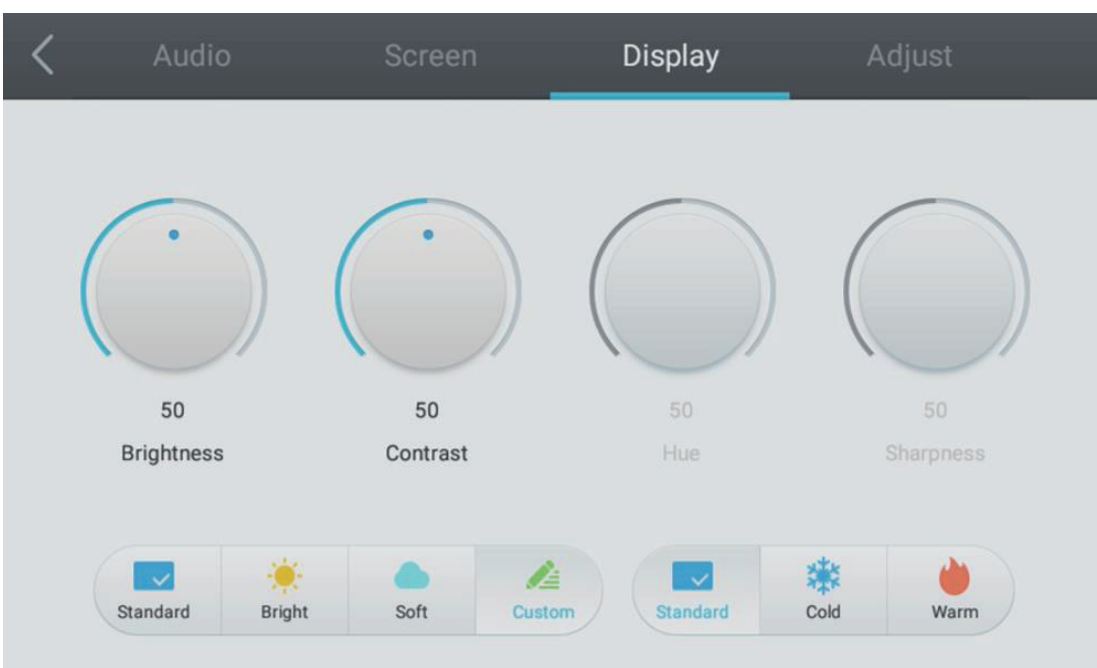 Audio Screen Display Adjust
50 50 50 50
Brightness Contrast Hue Sharpness
Standard Bright Soft Custom Standard Cold Warm